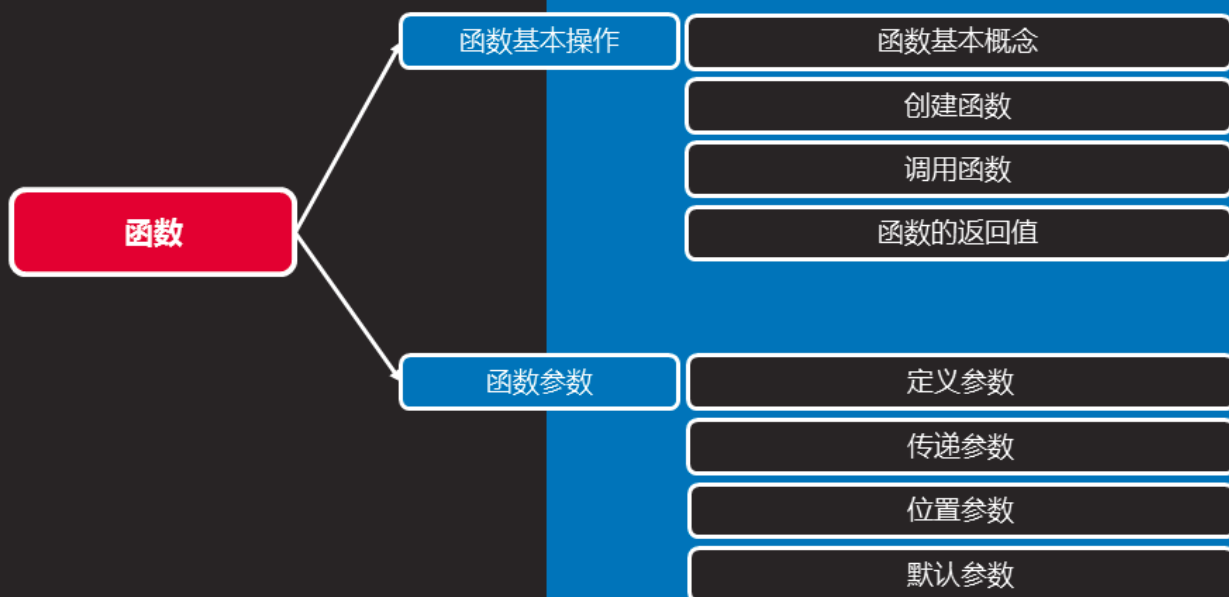 函数
函数基本操作
函数基本概念
创建函数
调用函数
函数的返回值
函数参数
定义参数
传递参数
位置参数
默认参数